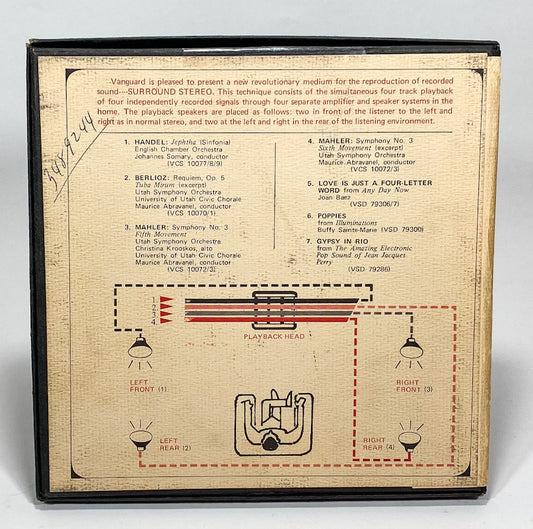 Vanguard is pleased to present a new revolutionary medium for the reproduction of recorded
sound---SURROUND STEREO. This technique consists of the simultaneous four track playback
of four independently recorded signals through four separate amplifier and speaker systems in the
home. The playback speakers are placed as follows: two in front of the listener to the left and
right as in normal stereo, and two at the left and right in the rear of the listening environment.
3489244
1. HANDEL: Jephtha (Sinfonia)
English Chamber Orchestra
Johannes Somary, conductor
(VCS 10077/8/9)
2. BERLIOZ: Requiem, Op. 5
Tuba Mirum (excerpt)
Utah Symphony Orchestra
University of Utah Civic Chorale
Maurice Abravanel, conductor
(VCS 10070/1)
3. MAHLER: Symphony No. 3
Fifth Movement
Utah Symphony Orchestra
Christina Krooskos, alto
University of Utah Civic Chorale
Maurice Abravanel, conductor
(VCS 10072/3)
4. MAHLER: Symphony No. 3
Sixth Movement (excerpt)
Utah Symphony Orchestra
Maurice Abravanel, conductor
(VCS 10072/3)
5. LOVE IS JUST A FOUR-LETTER
WORD from Any Day Now
Joan Baez
(VSD 79306/7)
6. POPPIES
from Illuminations
Buffy Sainte-Marie (VSD 79300)
7. GYPSY IN RIO
from The Amazing Electronic
Pop Sound of Jean Jacques
Perry
(VSD 79286)
1
2
3
4
PLAYBACK HEAD
LEFT
FRONT (1)
RIGHT
FRONT (3)
LEFT
REAR (2)
RIGHT
REAR (4)